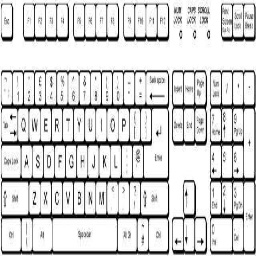 Esc F1 F2 F3 F4 F5 F6 F7 F8 F9 F10 F11 F12 NUM LOCK CAPS LOCK SCROLL LOCK Print Screen Scroll Lock Pause Break
1 2 3 4 5 6 7 8 9 0 Back space Insert Home Page Up Num Lock / * -
Tab Q W E R T Y U I O P Enter Delete End Page Down 7 Home 8 9 PgUp +
Caps Lock A S D F G H J K L Enter 4 5 6
Shift Z X C V B N M Shift 1 End 2 3 PgDn Enter
Ctrl Alt Spacebar Alt Gr Ctrl 0 Ins Del